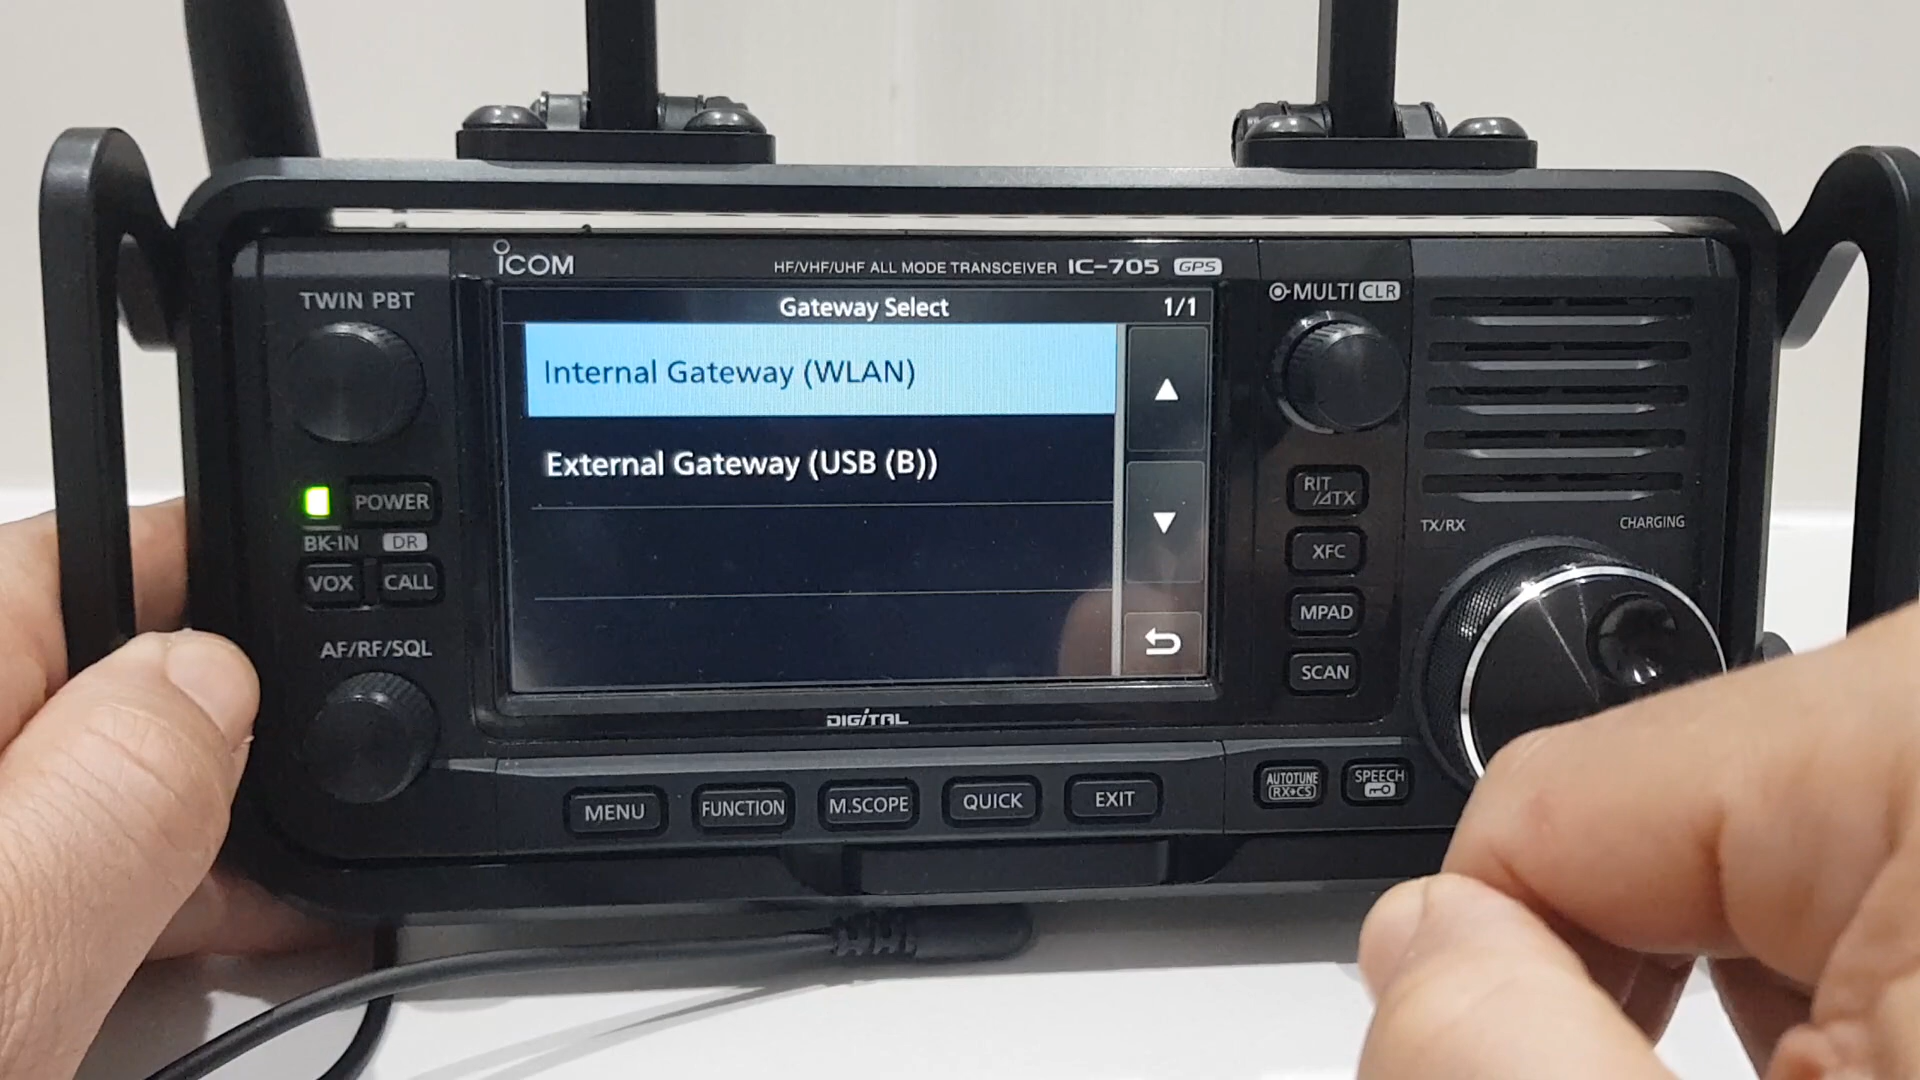 ICOM
HF/VHF/UHF ALL MODE TRANSCEIVER IC-705 GPS
TWIN PBT
Gateway Select 1/1
Internal Gateway (WLAN)
External Gateway (USB (B))
MULTI CLR
POWER
BK-IN DR
VOX CALL
AF/RF/SQL
RIT
/ΔTX
XFC
MPAD
SCAN
TX/RX CHARGING
DIGITAL
MENU FUNCTION M.SCOPE QUICK EXIT
AUTOTUNE
RX→CS
SPEECH